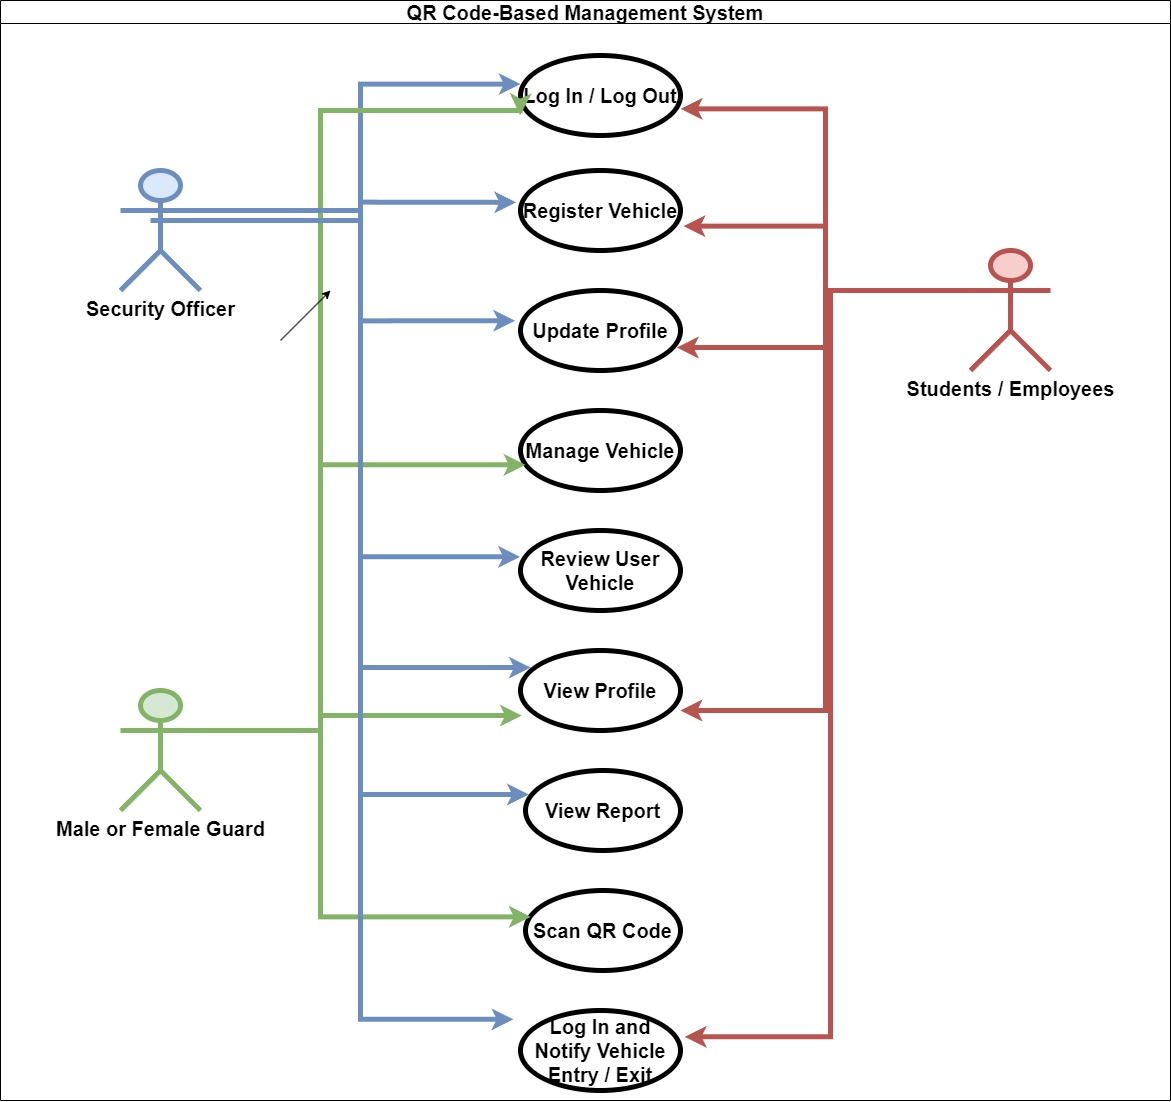 QR Code-Based Management System
Log In / Log Out
Register Vehicle
Security Officer
Update Profile
Students / Employees
Manage Vehicle
Review User
Vehicle
View Profile
View Report
Male or Female Guard
Scan QR Code
Log In and
Notify Vehicle
Entry / Exit